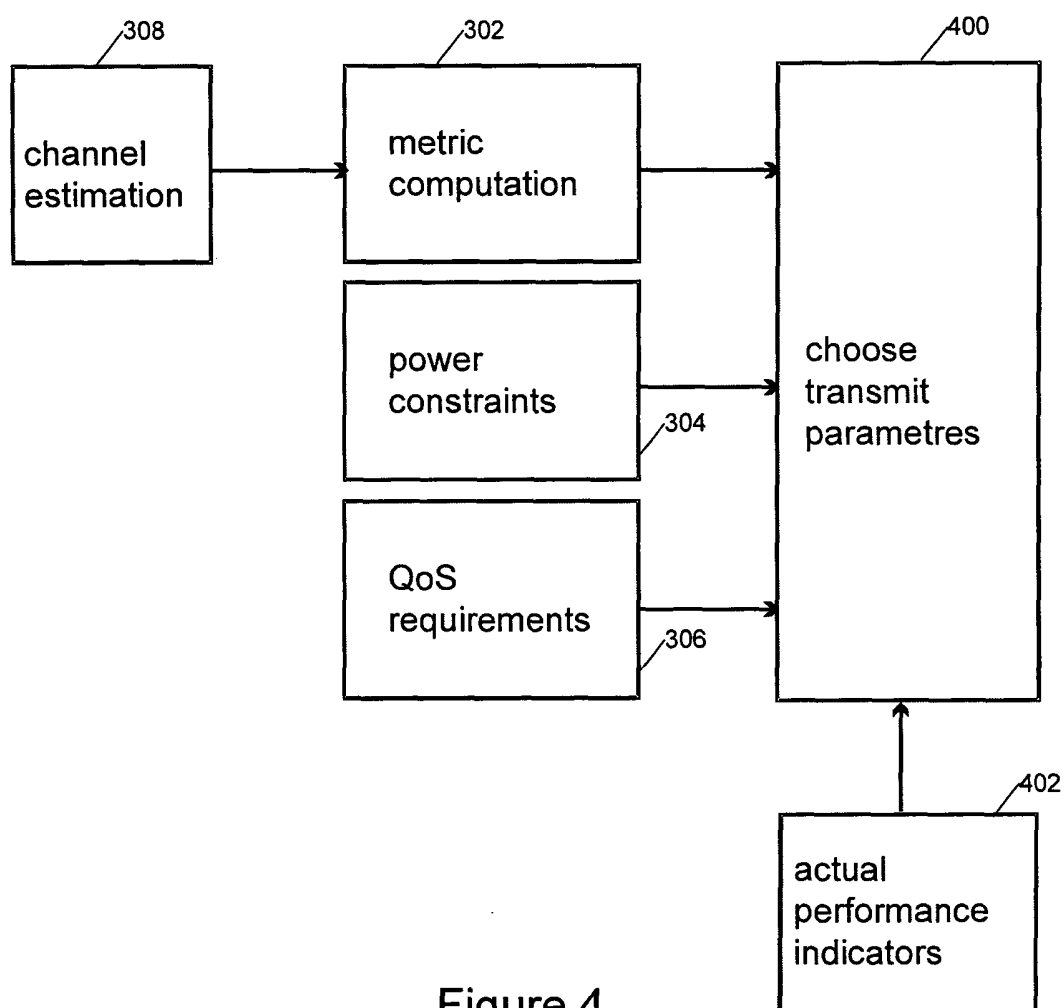 308
302
400
channel
estimation
metric
computation
power
constraints
304
choose
transmit
parametres
QoS
requirements
306
402
actual
performance
indicators
Figure 4